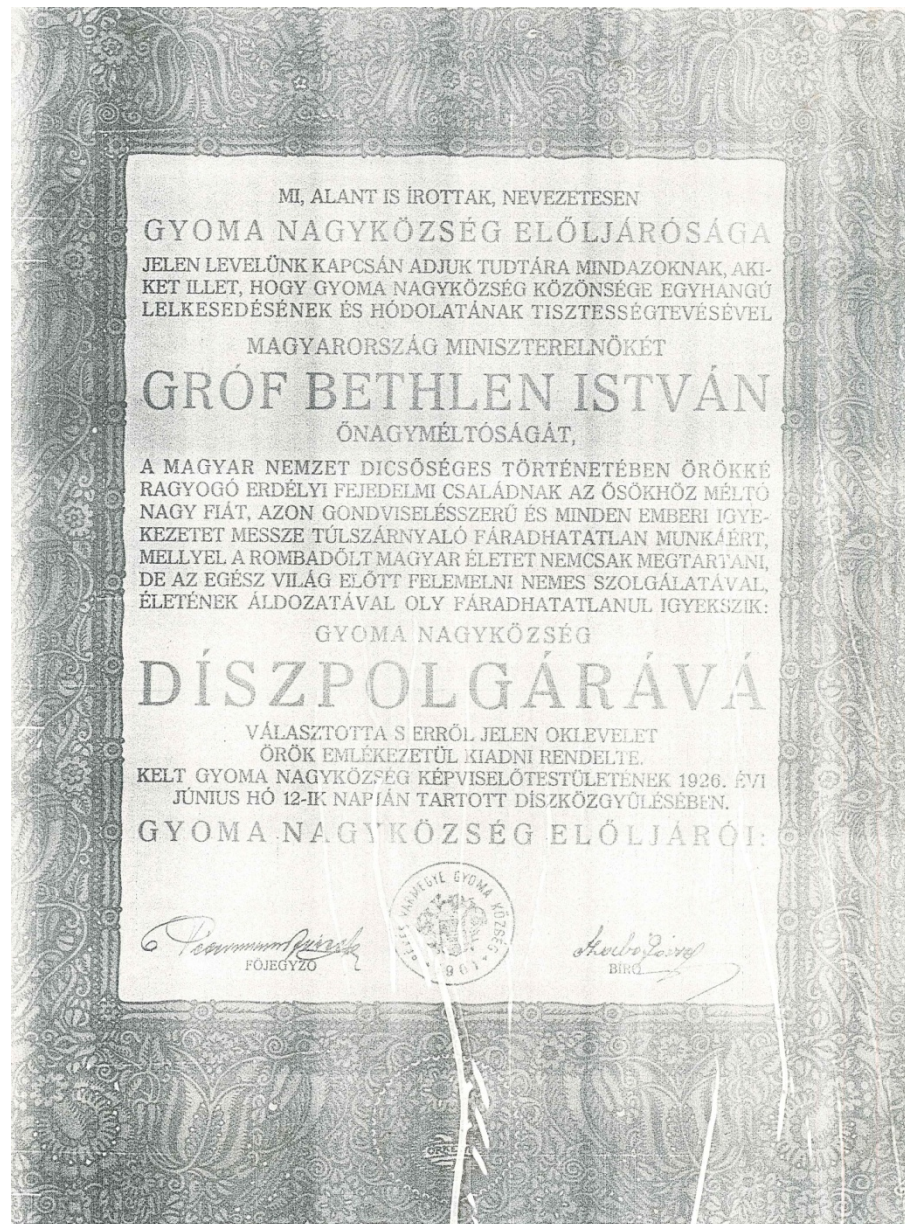 MI, ALANT IS ÍROTTAK, NEVEZETESEN
GYOMA NAGYKÖZSÉG ELŐLJÁRÓSÁGA
JELEN LEVELÜNK KAPCSÁN ADJUK TUDTÁRA MINDAZOKNAK, AKI-
KET ILLET, HOGY GYOMA NAGYKÖZSÉG KÖZÖNSÉGE EGYHANGÚ
LELKESEDÉSÉNEK ÉS HÓDOLATÁNAK TISZTESSÉGTEVÉSÉVEL
MAGYARORSZÁG MINISZTERELNÖKÉT
GRÓF BETHLEN ISTVÁN
ŐNAGYMÉLTÓSÁGÁT,
A MAGYAR NEMZET DICSŐSÉGES TÖRTÉNETÉBEN ÖRÖKKÉ
RAGYOGÓ ERDÉLYI FEJEDELMI CSALÁDNAK AZ ŐSÖKHÖZ MÉLTÓ
NAGY FIÁT, AZON GONDVISELÉSSZERŰ ÉS MINDEN EMBERI IGYE-
KEZETET MESSZE TÚLSZÁRNYALÓ FÁRADHATATLAN MUNKÁÉRT,
MELLYEL A ROMBADŐLT MAGYAR ÉLETET NEMCSAK MEGTARTANI,
DE AZ EGÉSZ VILÁG ELŐTT FELEMELNI NEMES SZOLGÁLATÁVAL,
ÉLETÉNEK ÁLDOZATÁVAL OLY FÁRADHATATLANUL IGYEKSZIK:
GYOMA NAGYKÖZSÉG
DÍSZPOLGÁRÁVÁ
VÁLASZTOTTA S ERRŐL JELEN OKLEVELET
ÖRÖK EMLÉKEZETÜL KIADNI RENDELTE.
KELT GYOMA NAGYKÖZSÉG KÉPVISELŐTESTÜLETÉNEK 1926. ÉVI
JÚNIUS HÓ 12-IK NAPJÁN TARTOTT DÍSZKÖZGYŰLÉSÉBEN.
GYOMA NAGYKÖZSÉG ELŐLJÁRÓI:
BÉKÉS VÁRMEGYE GYOMA KÖZSÉG
FŐJEGYZŐ
BÍRÓ